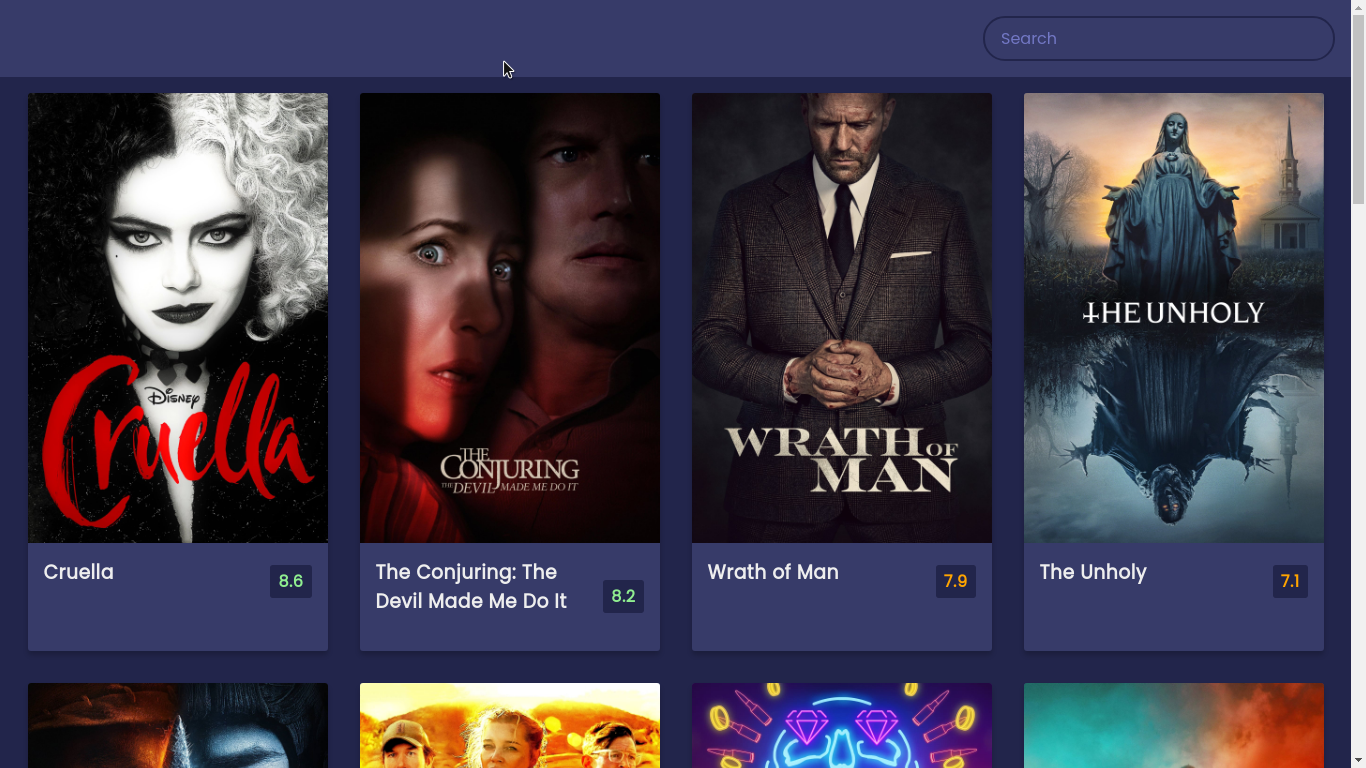 Search
Disney
Cruella
THE
CONJURING
THE DEVIL MADE ME DO IT
WRATH OF
MAN
THE UNHOLY
Cruella
8.6
The Conjuring: The
Devil Made Me Do It
8.2
Wrath of Man
7.9
The Unholy
7.1